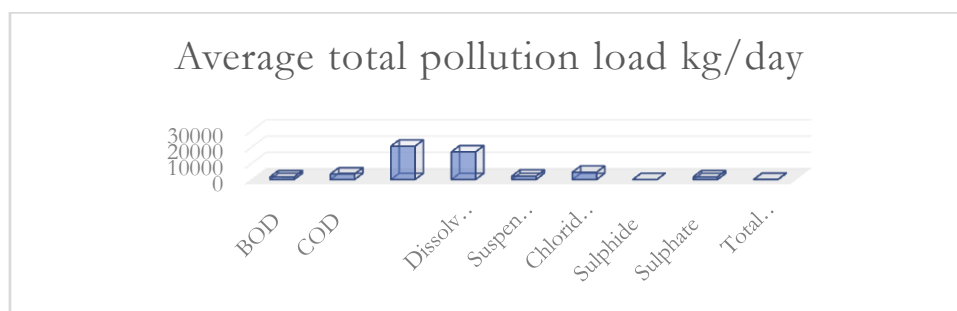 Average total pollution load kg/day
30000
20000
10000
0
BOD
COD
Dissolv...
Suspen...
Chlorid...
Sulphide
Sulphate
Total...